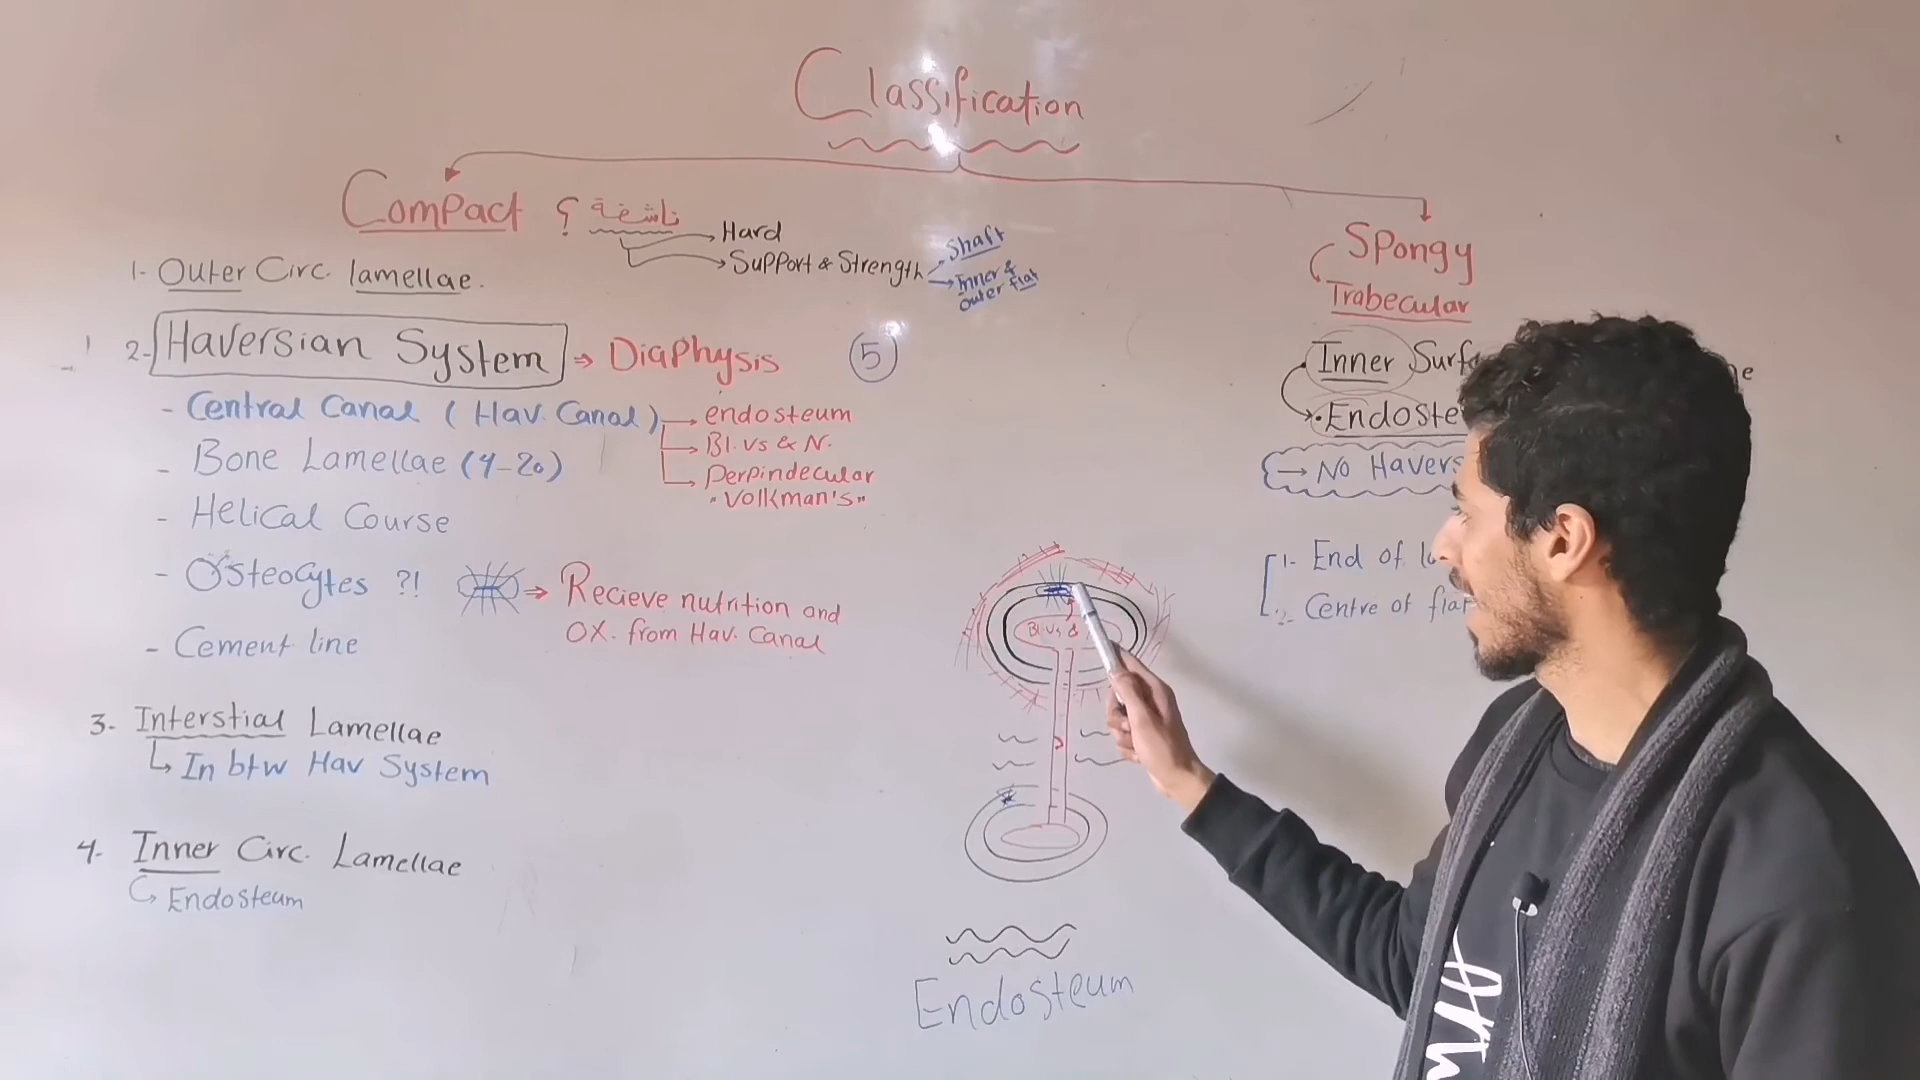 Classification
Compact ؟ ناشفة
Hard
Support & Strength
Shaft
Inner &
Outer flat
1- Outer Circ. lamellae.
2- Haversian System ⇒ Diaphysis
5
- Central Canal (Hav. Canal)
endosteum
Bl. Vs & N.
Perpindecular
"Volkman's"
- Bone Lamellae (4-20)
- Helical Course
- Osteocytes ?! ⇒ Recieve nutrition and
OX. from Hav. Canal
- Cement line
3- Interstial Lamellae
In btw Hav System
4- Inner Circ. Lamellae
Endosteum
Bl. Vs &
Endosteum
Spongy
Trabecular
Inner
Endoste
→ No Havers
1- End of
2- Centre of flat